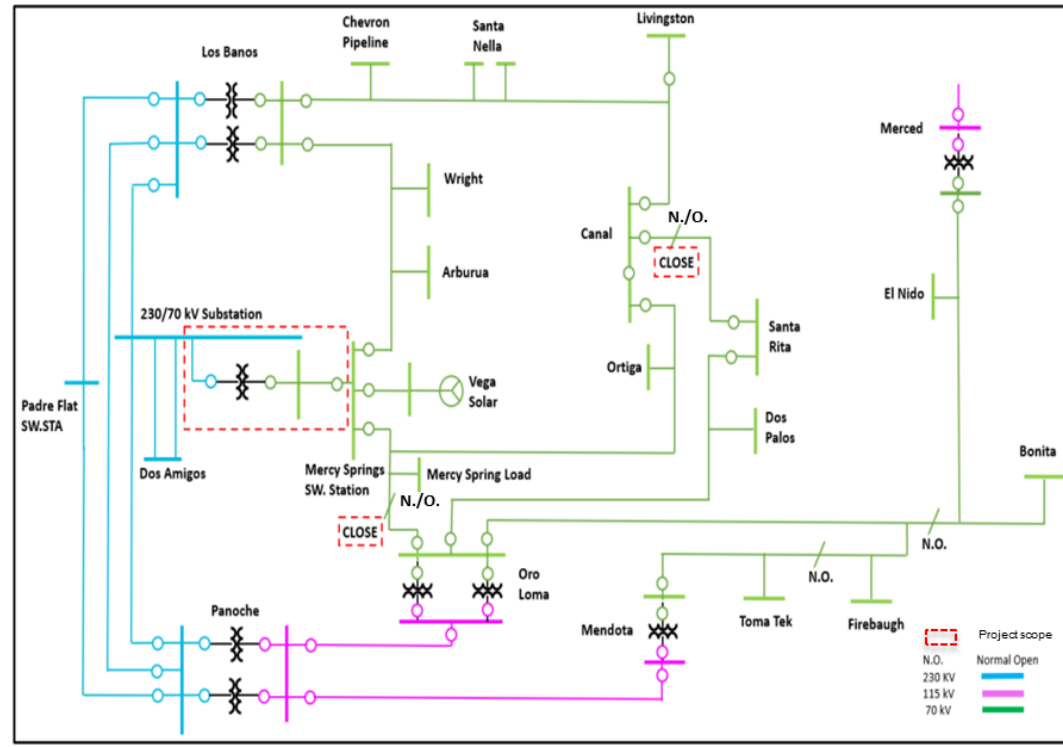 Chevron
Pipeline
Santa
Nella
Livingston
Los Banos
Merced
Wright
N./O.
Canal
CLOSE
Arburua
El Nido
230/70 kV Substation
Santa
Rita
Ortiga
Vega
Solar
Padre Flat
SW.STA
Dos
Palos
Dos Amigos
Mercy Springs
SW. Station
Mercy Spring Load
Bonita
N./O.
CLOSE
N.O.
Oro
Loma
N.O.
Panoche
Mendota
Toma Tek
Firebaugh
Project scope
N.O. Normal Open
230 KV
115 kV
70 kV